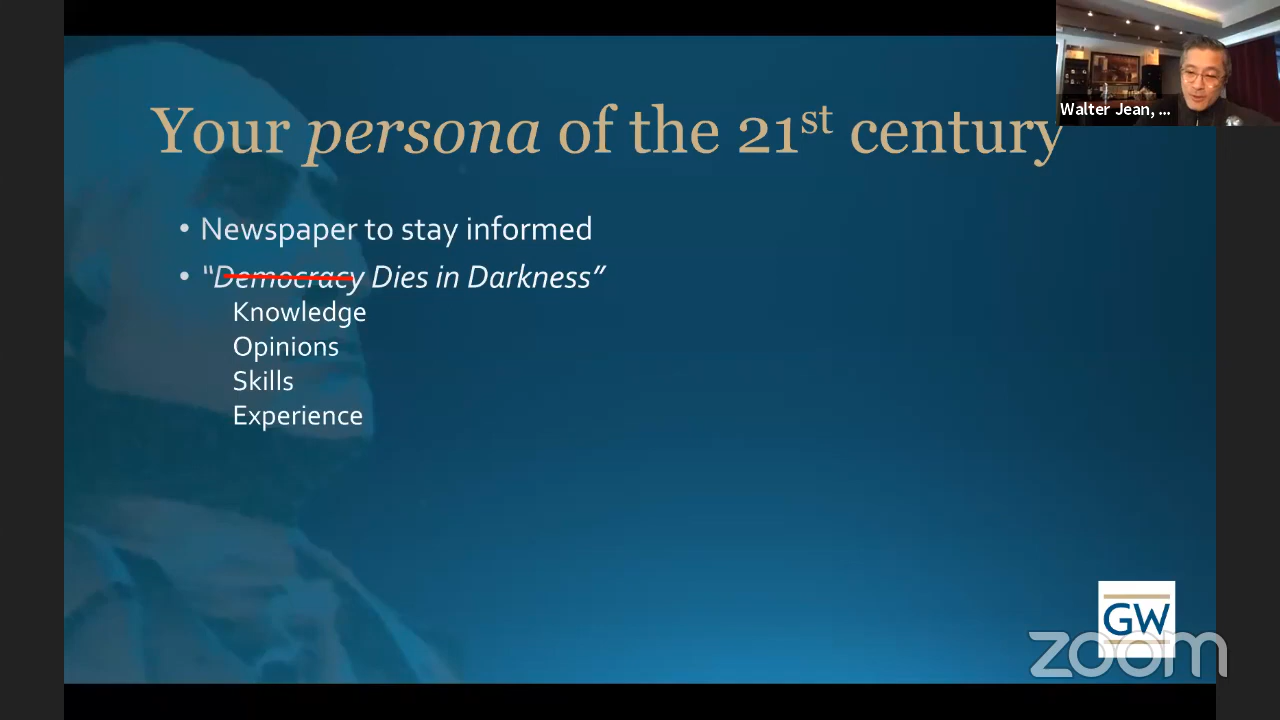 Your persona of the 21st century
Walter Jean, ...
• Newspaper to stay informed
• “Democracy Dies in Darkness”
Knowledge
Opinions
Skills
Experience
GW
zoom